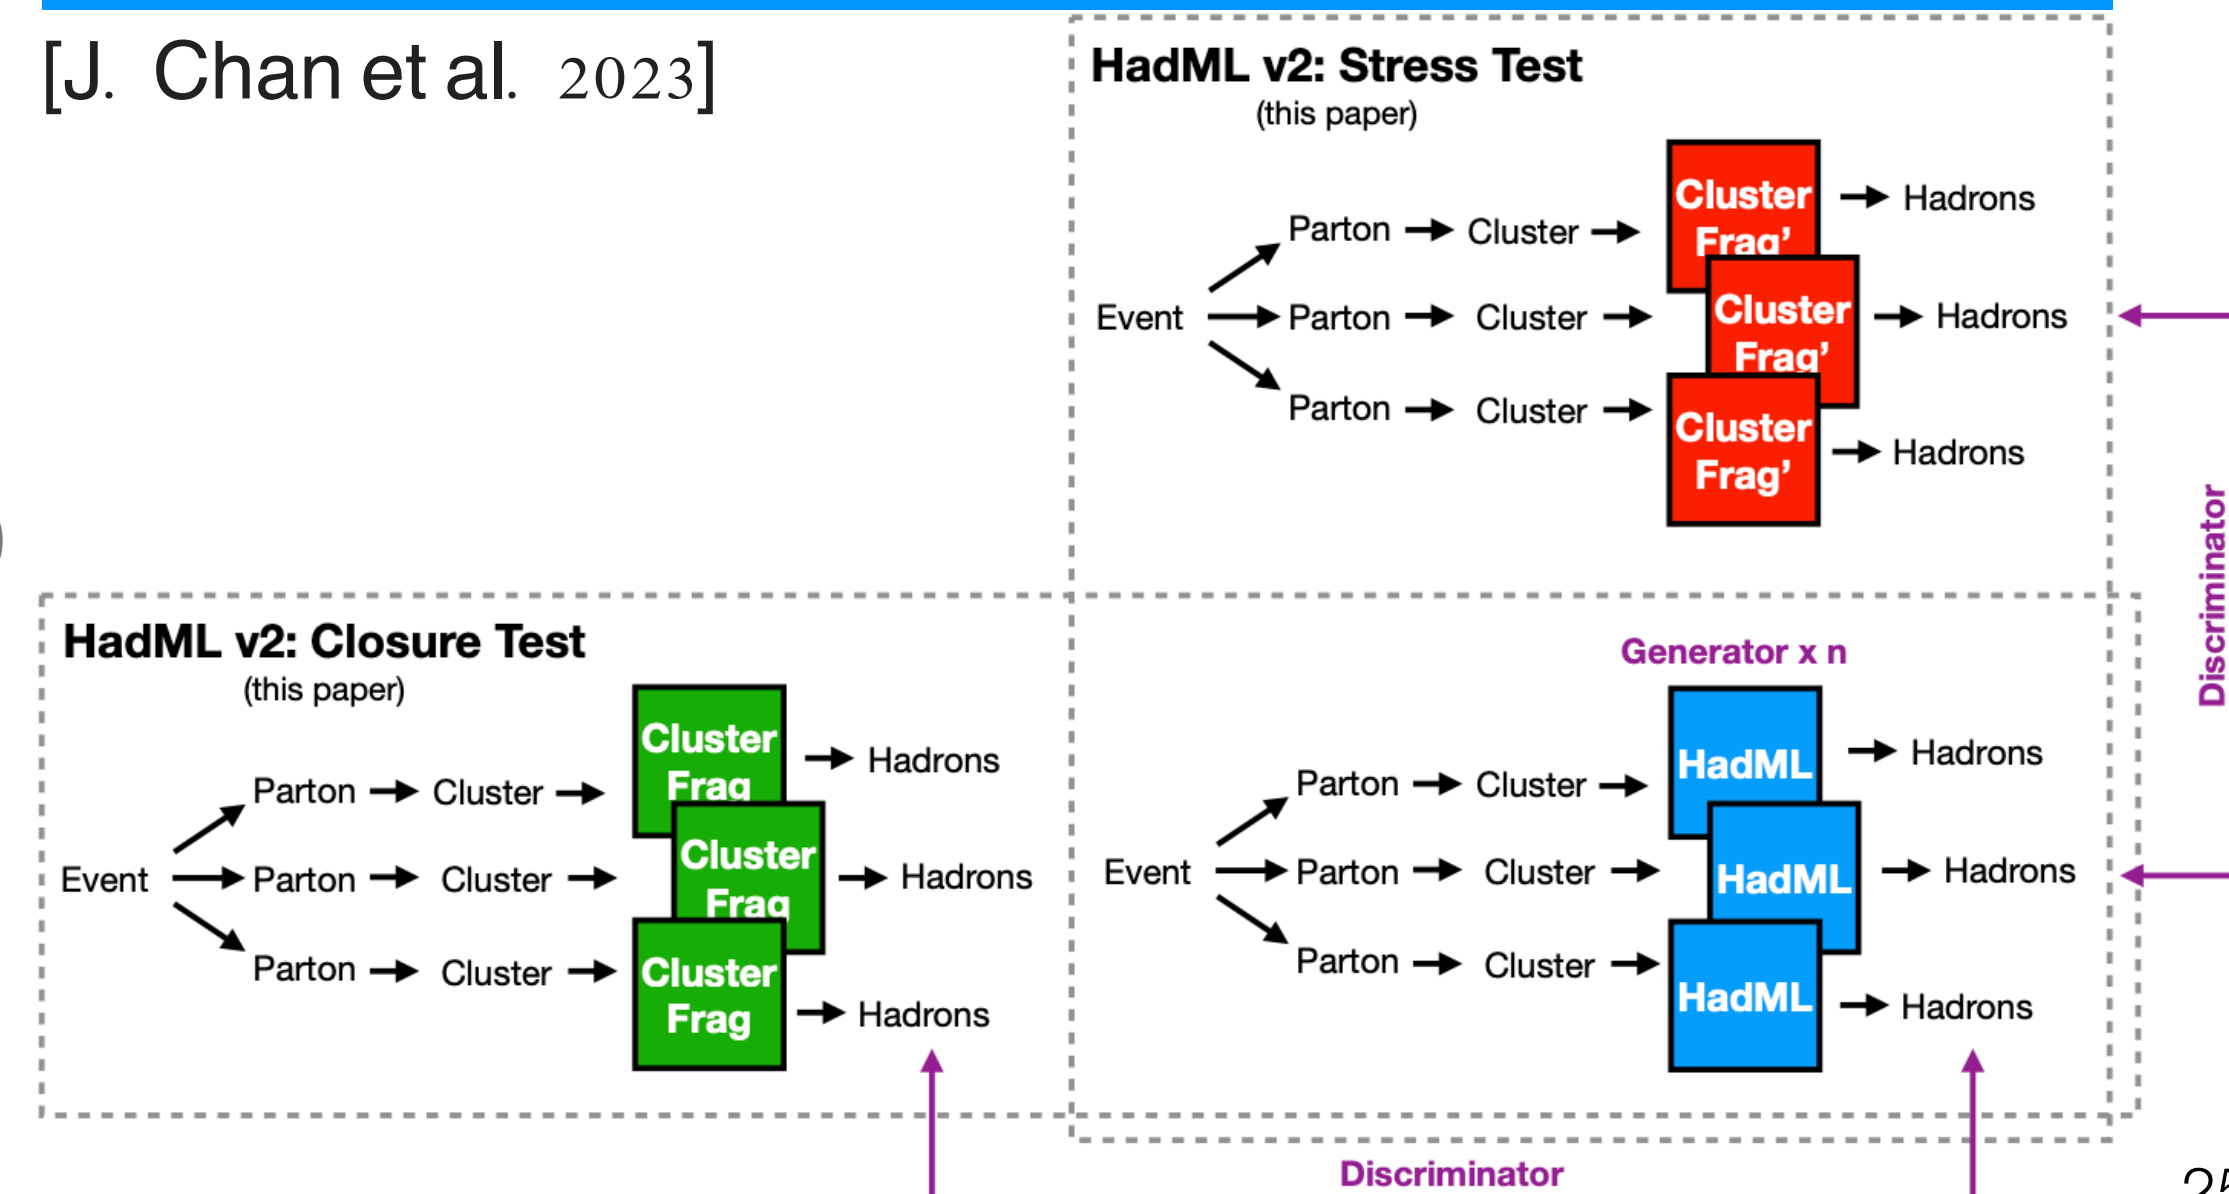 [J. Chan et al. 2023]
HadML v2: Stress Test
(this paper)
Cluster
Frag’
Hadrons
Parton
Cluster
Event
Parton
Cluster
Cluster
Frag’
Hadrons
Parton
Cluster
Cluster
Frag’
Hadrons
Discriminator
HadML v2: Closure Test
(this paper)
Cluster
Frag
Hadrons
Parton
Cluster
Event
Parton
Cluster
Cluster
Frag
Hadrons
Parton
Cluster
Cluster
Frag
Hadrons
Generator x n
HadML
Hadrons
Parton
Cluster
Event
Parton
Cluster
HadML
Hadrons
Parton
Cluster
HadML
Hadrons
Discriminator